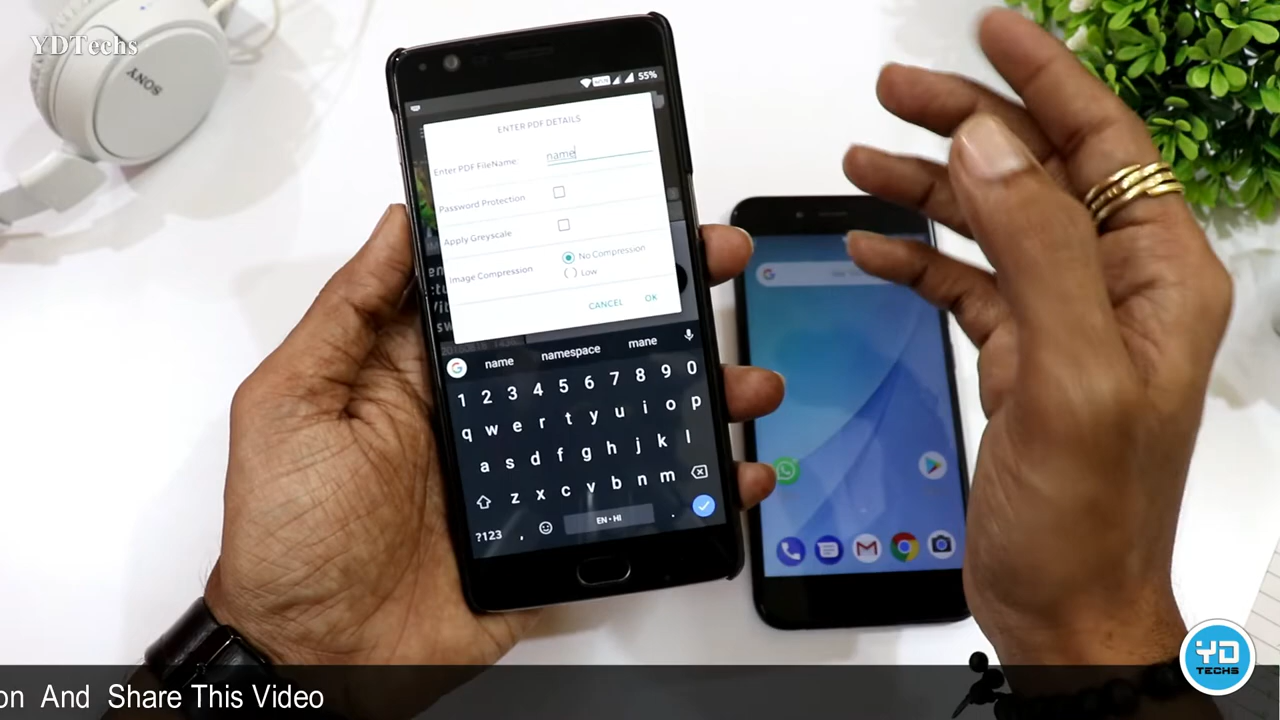 YDTechs
SONY
55%
ENTER PDF DETAILS
Enter PDF FileName
name
Password Protection
Apply Greyscale
Image Compression
No Compression
Low
CANCEL OK
name namespace mane
1 2 3 4 5 6 7 8 9 0
q w e r t y u i o p
a s d f g h j k l
z x c v b n m
?123 , EN • HI .
G
YD
TECHS
on And Share This Video